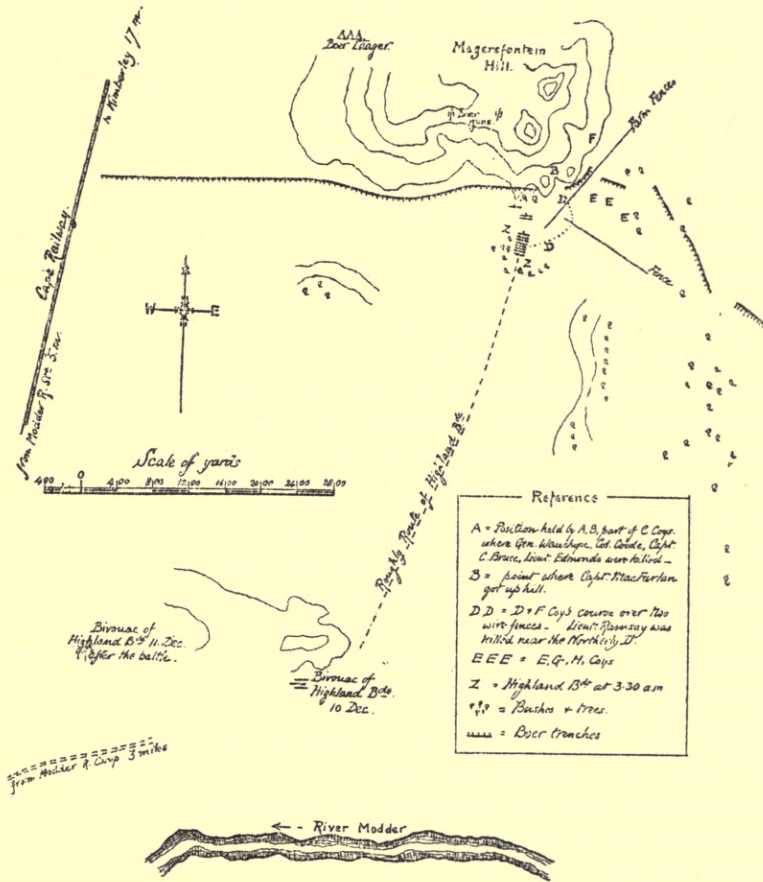 to Kimberley 17 m.
Boer Laager.
Magersfontein
Hill.
Boer
guns
F
Farm Fence
B
A
D
E E
E
Z
D
Z
Fence
Cape Railway.
from Modder R. Stn 5. m.
N
W E
S
Scale of yards
400 0 400 800 1200 1600 2000 2400 2800
Roughly Route of Highland Bde
Reference
A = Position held by A, B, part of C Coys.
where Gen. Wauchope, Col. Coode, Capt.
C. Bruce, Lieut. Edmonds were killed —
B = point where Capt. MacFarlan
got up hill.
D D = D & F Coys course over two
wire fences - Lieut. Ramsay was
killed near the Northerly D.
E E E = E, G, H, Coys
Z = Highland Bde at 3.30 am
= Bushes & trees.
= Boer trenches
Bivouac of
Highland Bde 11. Dec.
after the battle.
Bivouac of
Highland Bde.
10 Dec.
from Modder R. Camp 3 miles
← - River Modder